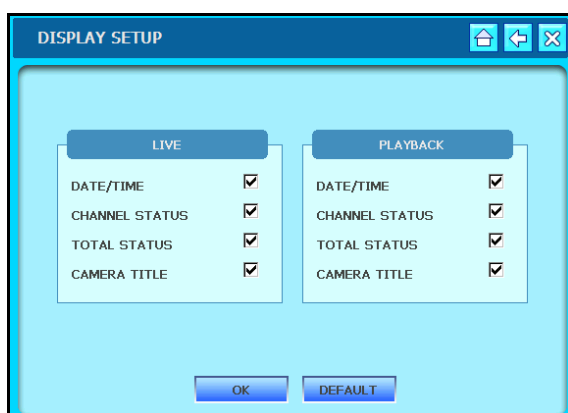 DISPLAY SETUP
LIVE
DATE/TIME
CHANNEL STATUS
TOTAL STATUS
CAMERA TITLE
PLAYBACK
DATE/TIME
CHANNEL STATUS
TOTAL STATUS
CAMERA TITLE
OK
DEFAULT